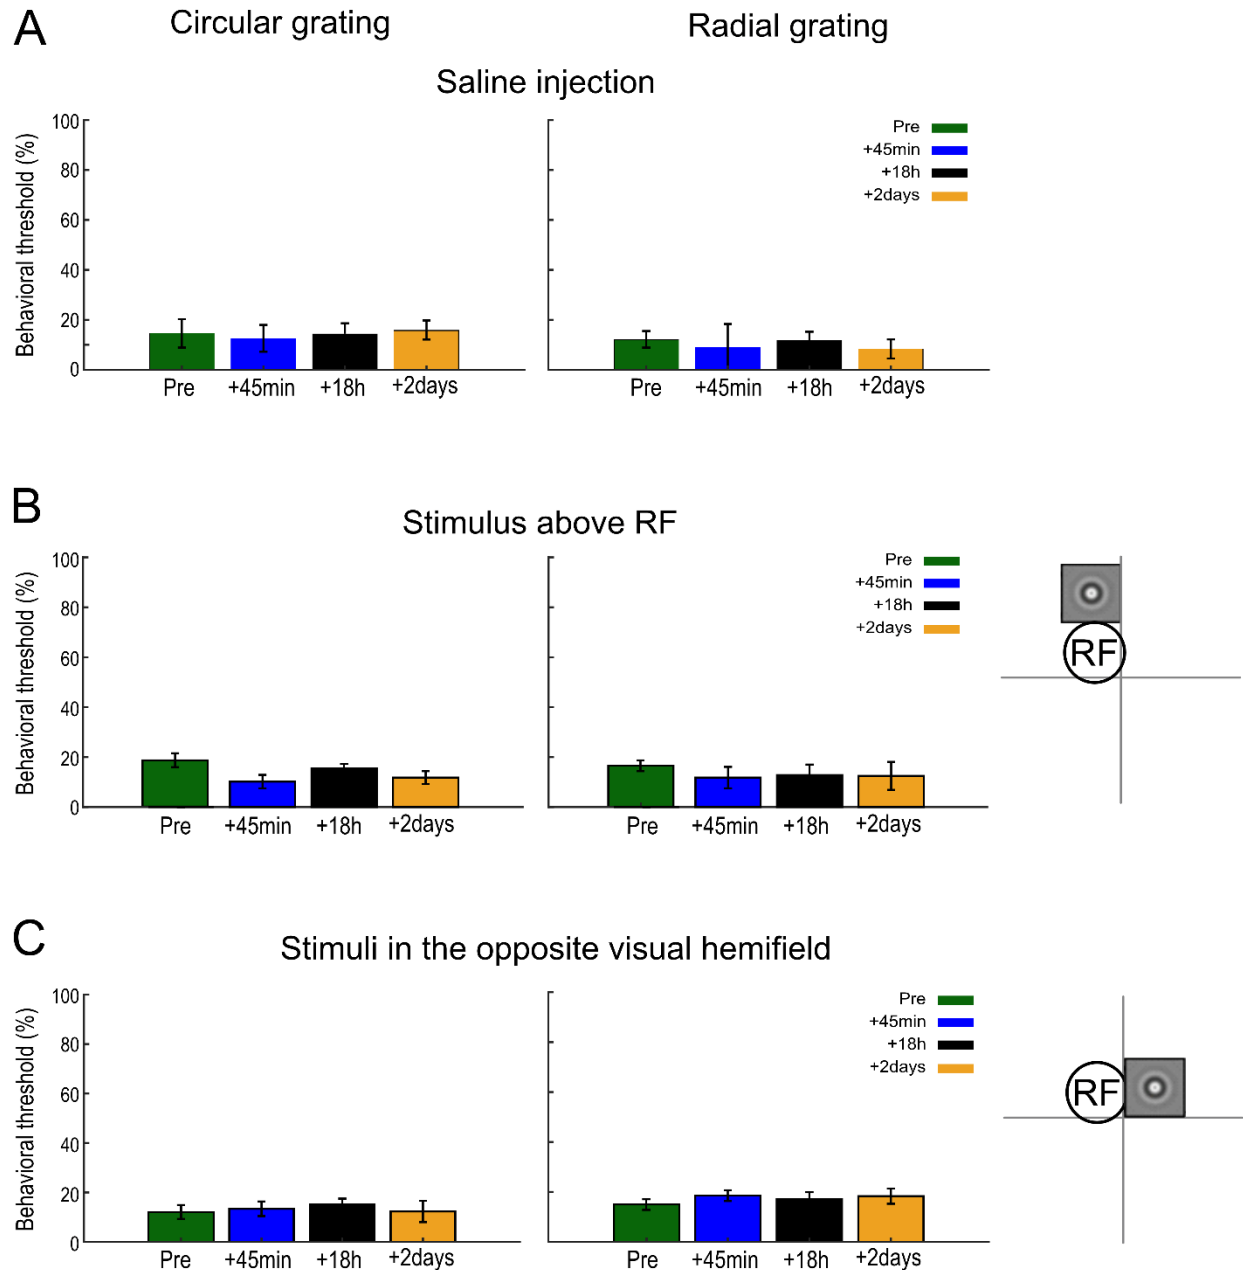 A
Circular grating
Radial grating
Saline injection
Behavioral threshold (%)
100
80
60
40
20
0
Pre
+45min
+18h
+2days
Pre
+45min
+18h
+2days
Pre
+45min
+18h
+2days
B
Stimulus above RF
Behavioral threshold (%)
100
80
60
40
20
0
Pre
+45min
+18h
+2days
Pre
+45min
+18h
+2days
Pre
+45min
+18h
+2days
RF
C
Stimuli in the opposite visual hemifield
Behavioral threshold (%)
100
80
60
40
20
0
Pre
+45min
+18h
+2days
Pre
+45min
+18h
+2days
Pre
+45min
+18h
+2days
RF